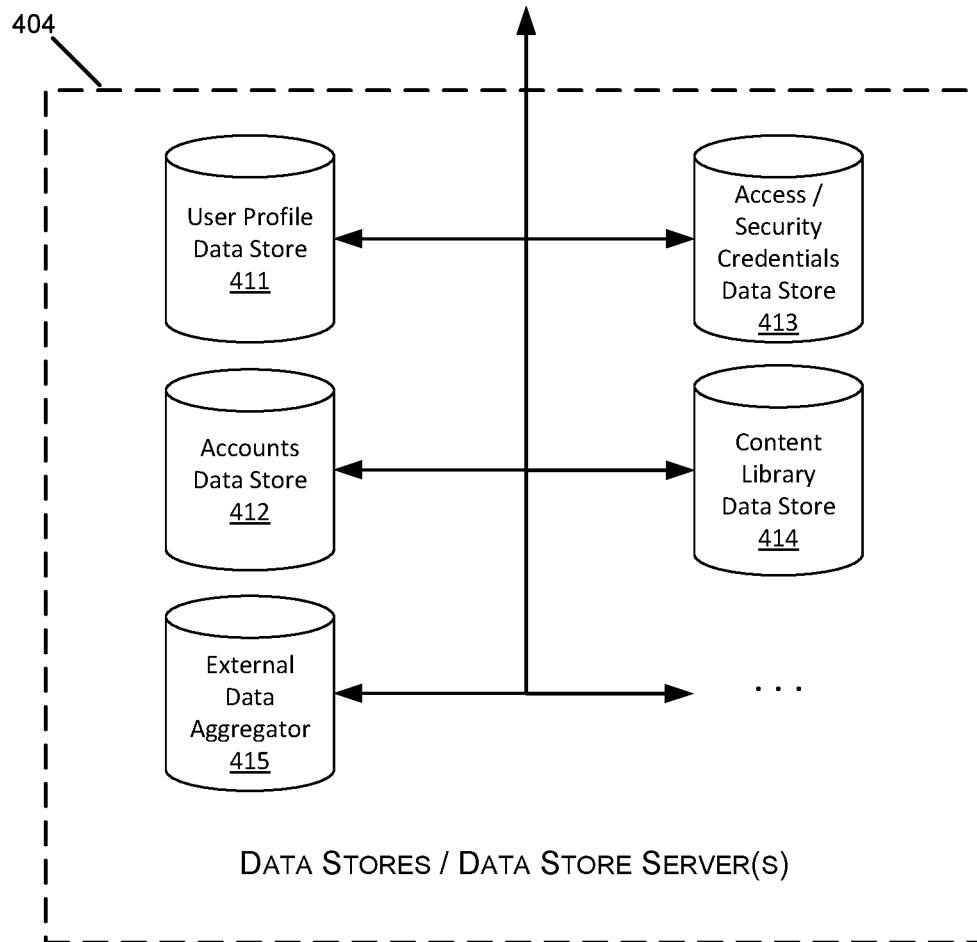 404
User Profile
Data Store
411
Access /
Security
Credentials
Data Store
413
Accounts
Data Store
412
Content
Library
Data Store
414
External
Data
Aggregator
415
. . .
DATA STORES / DATA STORE SERVER(S)